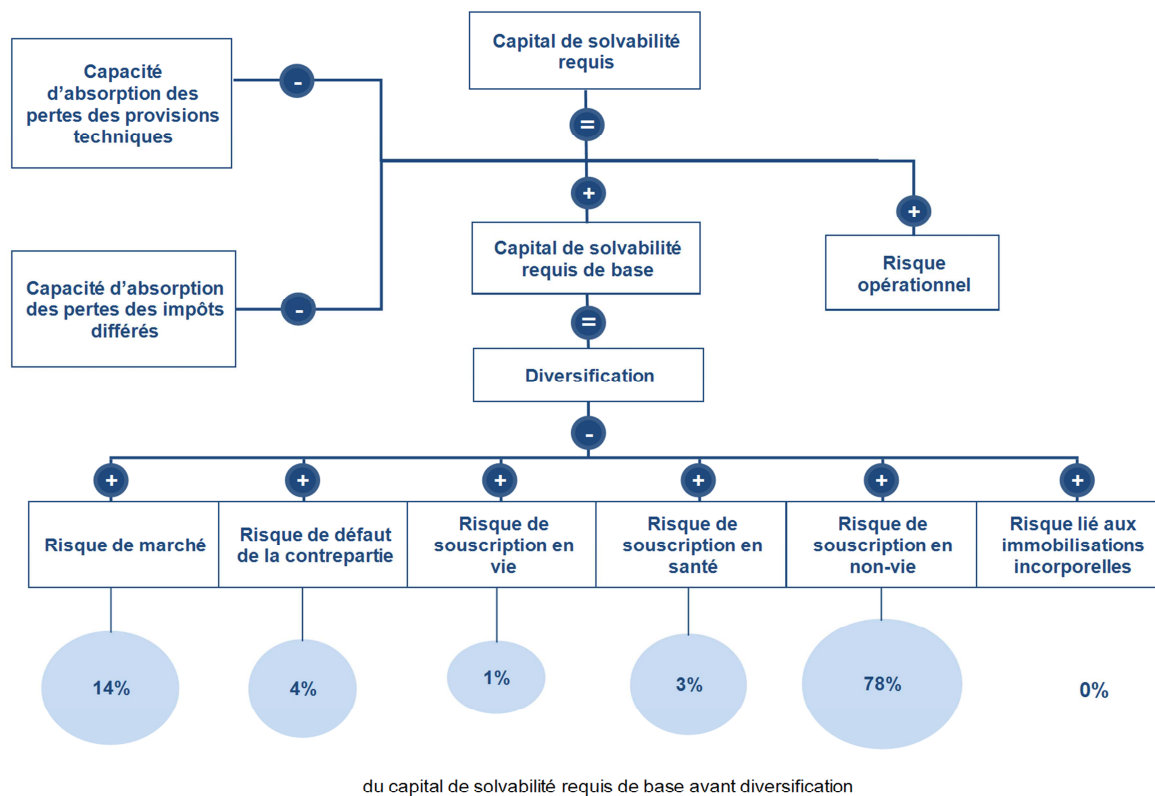 Capital de solvabilité
requis
Capacité
d'absorption des
pertes des provisions
techniques
-
=
+
+
Capital de solvabilité
requis de base
Risque
opérationnel
Capacité d'absorption
des pertes des impôts
différés
-
=
Diversification
-
+
+
+
+
+
+
Risque de marché
Risque de défaut
de la contrepartie
Risque de
souscription en
vie
Risque de
souscription en
santé
Risque de
souscription en
non-vie
Risque lié aux
immobilisations
incorporelles
14%
4%
1%
3%
78%
0%
du capital de solvabilité requis de base avant diversification